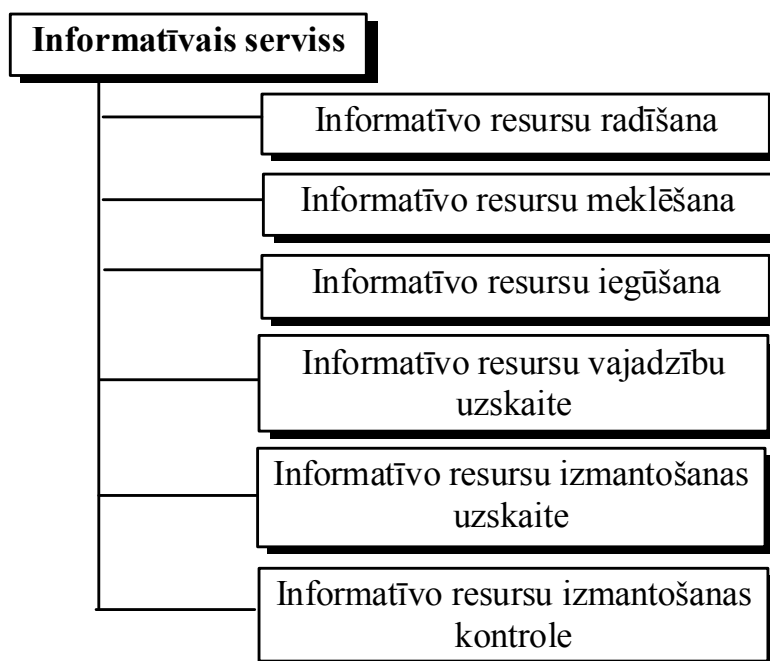 Informatīvais serviss
Informatīvo resursu radīšana
Informatīvo resursu meklēšana
Informatīvo resursu iegūšana
Informatīvo resursu vajadzību
uzskaite
Informatīvo resursu izmantošanas
uzskaite
Informatīvo resursu izmantošanas
kontrole